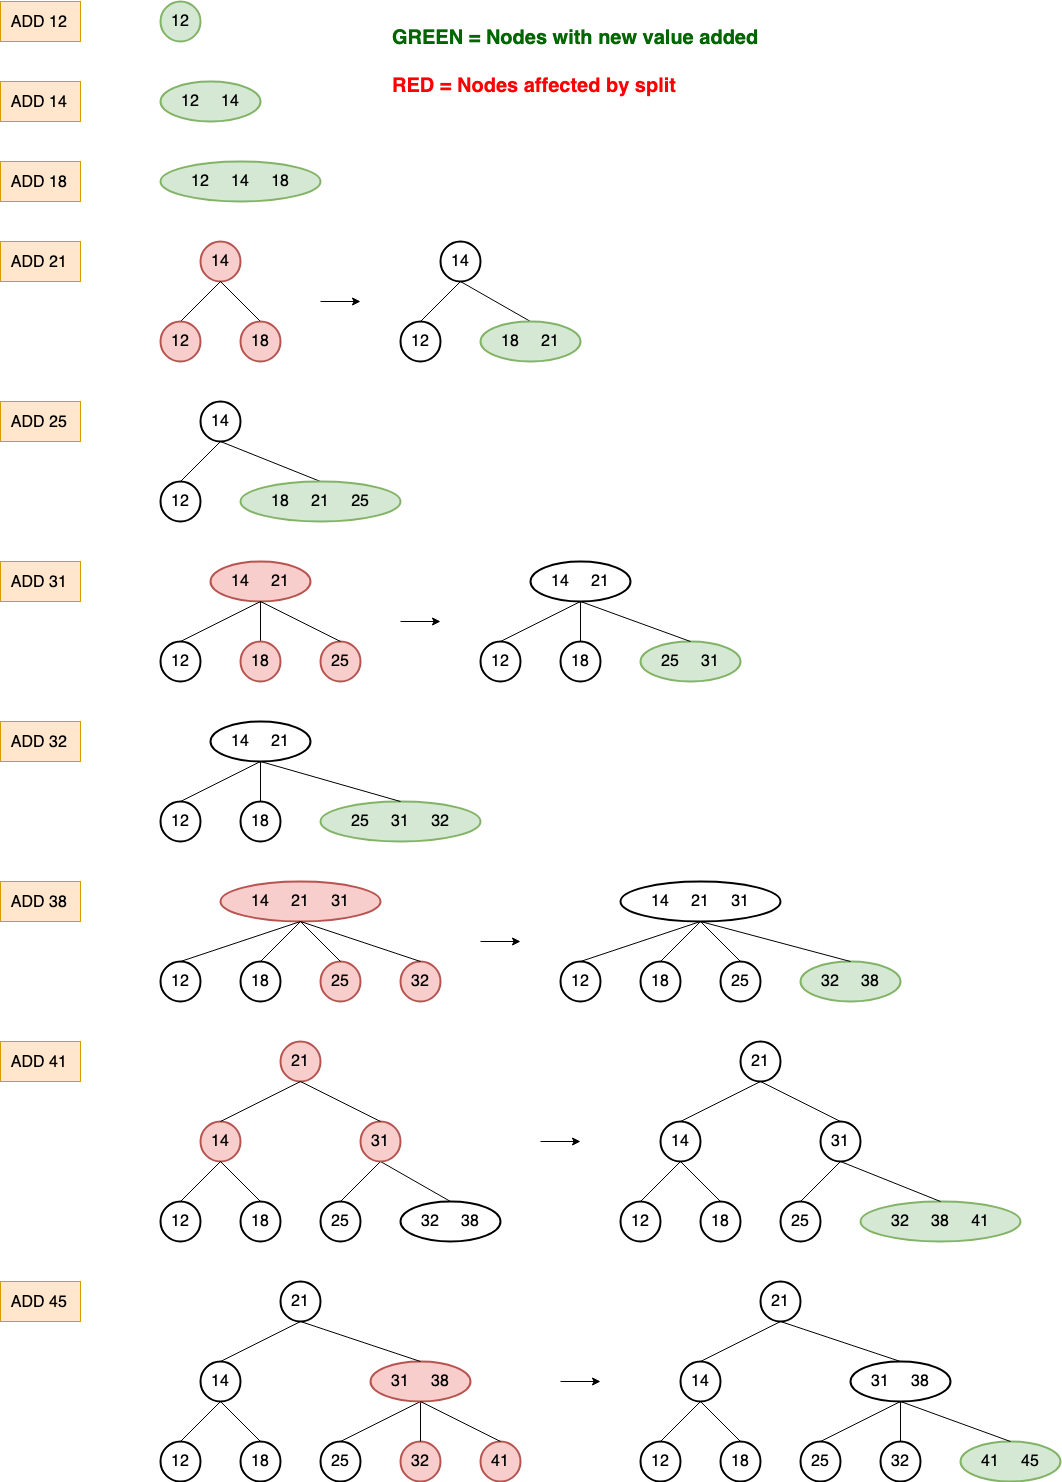 ADD 12
12
GREEN = Nodes with new value added
RED = Nodes affected by split
ADD 14
12 14
ADD 18
12 14 18
ADD 21
14
14
12 18
12 18 21
ADD 25
14
12 18 21 25
ADD 31
14 21
14 21
12 18 25
12 18 25 31
ADD 32
14 21
12 18 25 31 32
ADD 38
14 21 31
14 21 31
12 18 25 32
12 18 25 32 38
ADD 41
21
21
14 31
14 31
12 18 25 32 38
12 18 25 32 38 41
ADD 45
21
21
14 31 38
14 31 38
12 18 25 32 41
12 18 25 32 41 45